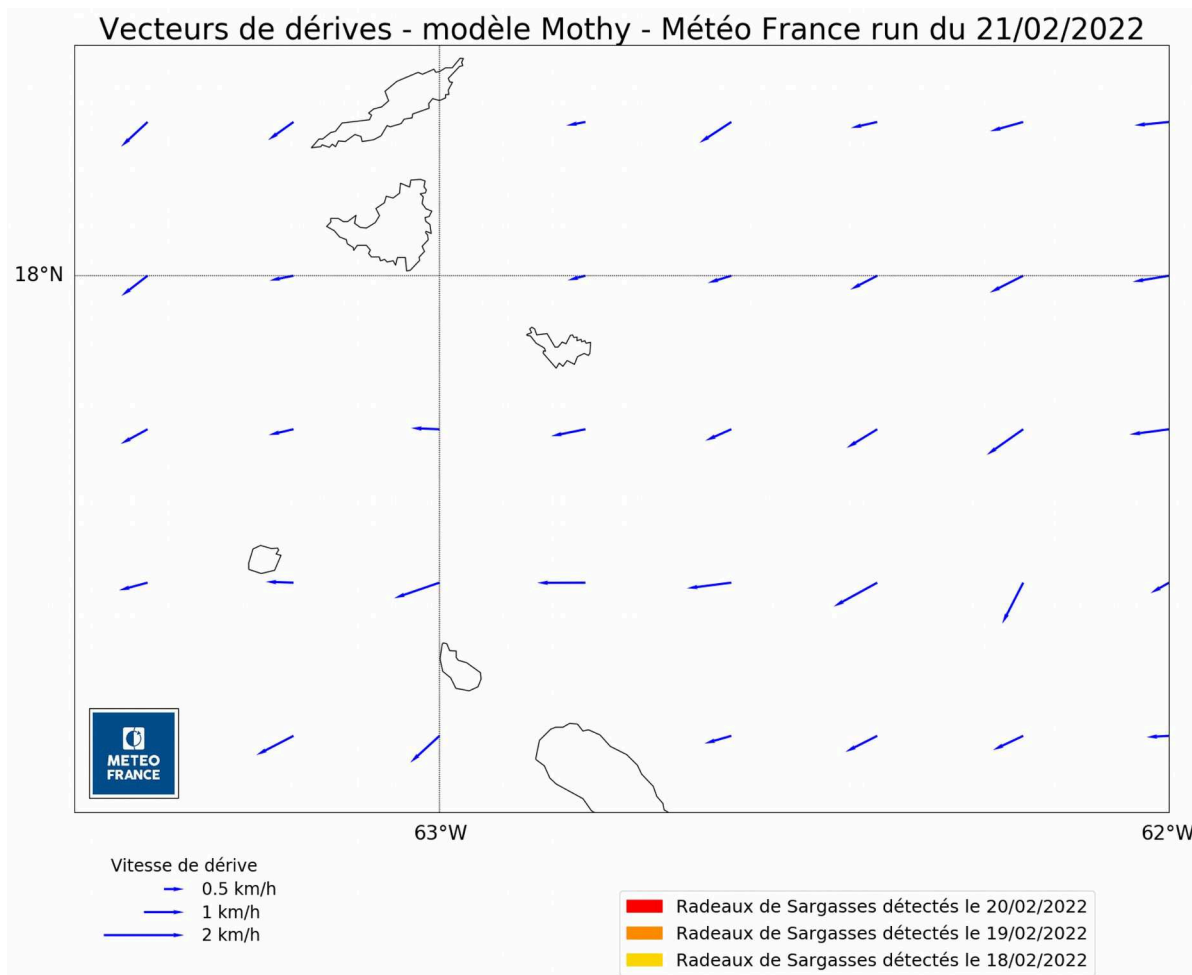 Vecteurs de dérives - modèle Mothy - Météo France run du 21/02/2022
18°N
METEO
FRANCE
63°W
62°W
Vitesse de dérive
0.5 km/h
1 km/h
2 km/h
Radeaux de Sargasses détectés le 20/02/2022
Radeaux de Sargasses détectés le 19/02/2022
Radeaux de Sargasses détectés le 18/02/2022